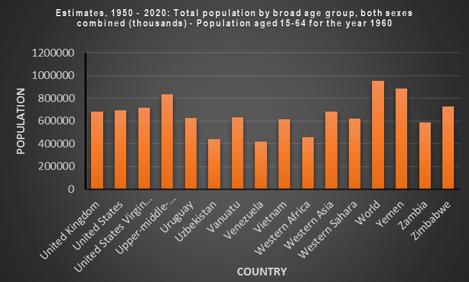 Estimates, 1950 - 2020: Total population by broad age group, both sexes
combined (thousands) - Population aged 15-64 for the year 1960
POPULATION
1200000
1000000
800000
600000
400000
200000
0
United Kingdom
United States
United States Virgin...
Upper-middle-...
Uruguay
Uzbekistan
Vanuatu
Venezuela
Vietnam
Western Africa
Western Asia
Western Sahara
World
Yemen
Zambia
Zimbabwe
COUNTRY